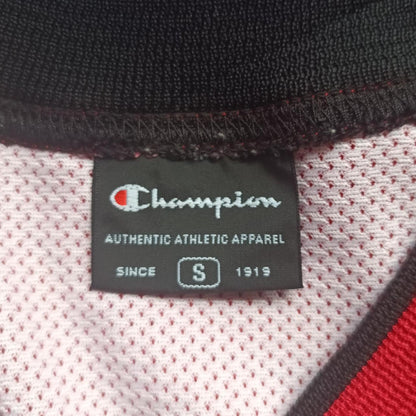 Champion
AUTHENTIC ATHLETIC APPAREL
SINCE S 1919